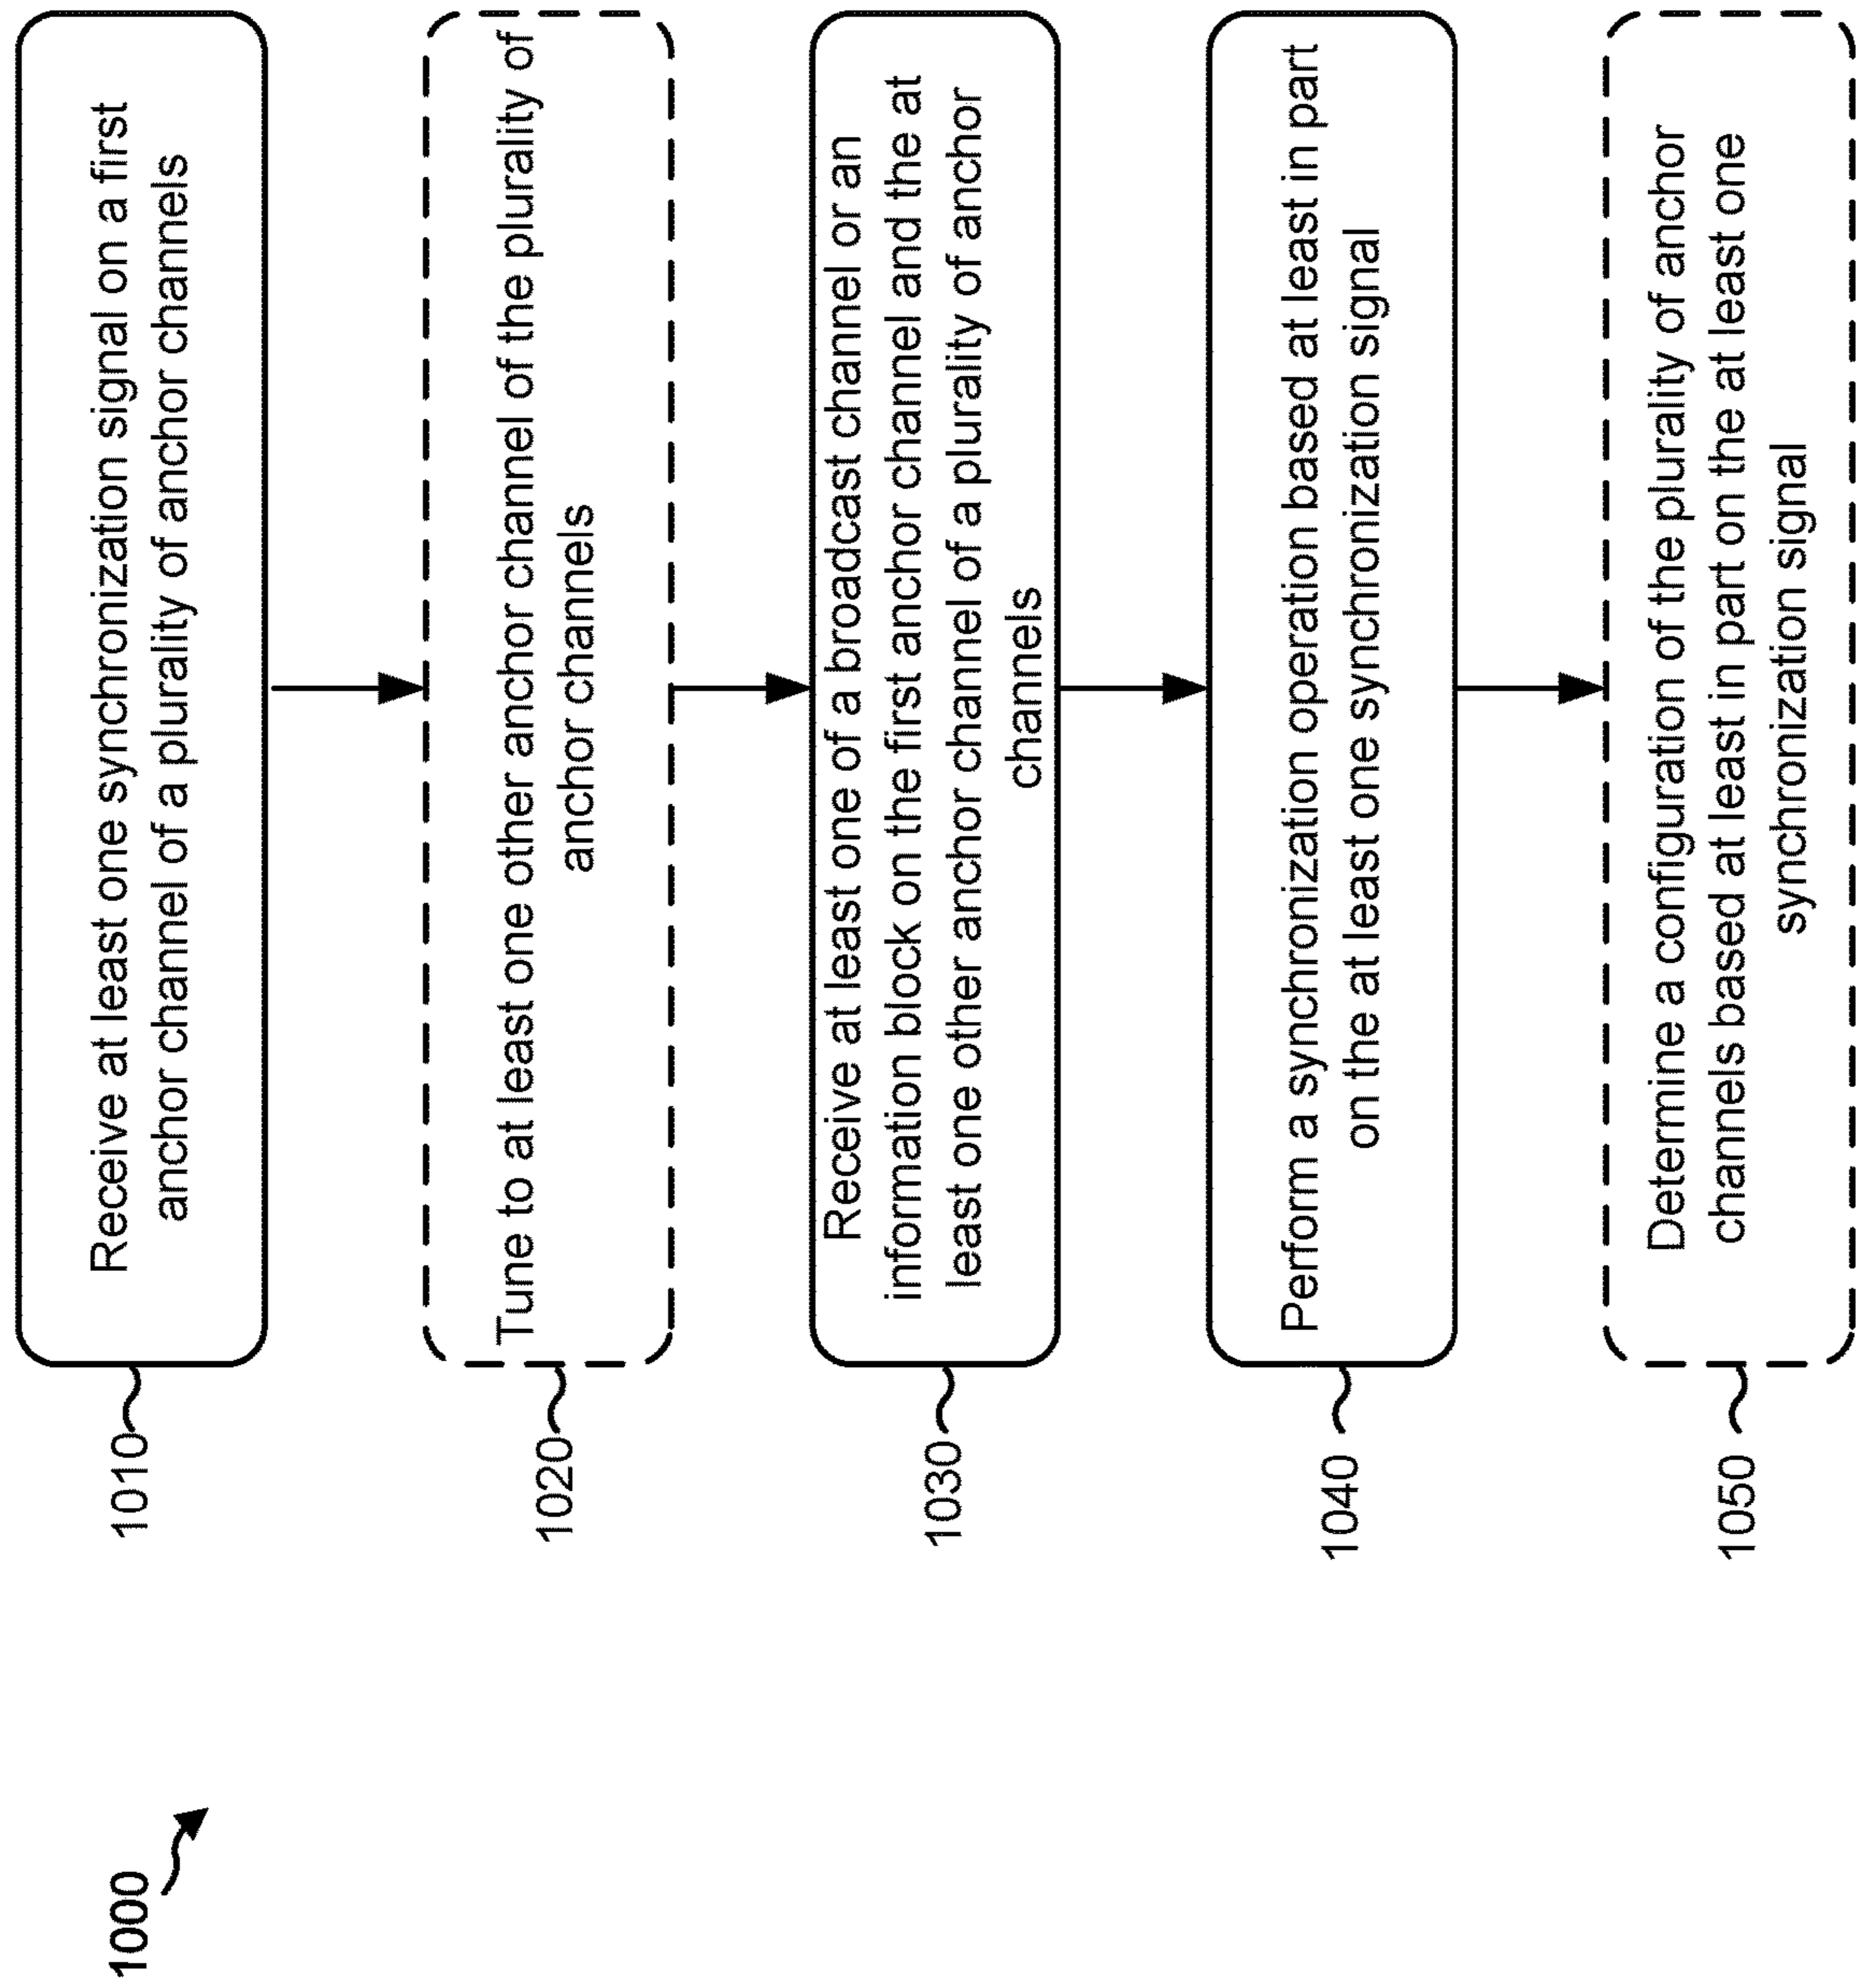 1000
1010
Receive at least one synchronization signal on a first
anchor channel of a plurality of anchor channels
1020
Tune to at least one other anchor channel of the plurality of
anchor channels
1030
Receive at least one of a broadcast channel or an
information block on the first anchor channel and the at
least one other anchor channel of a plurality of anchor
channels
1040
Perform a synchronization operation based at least in part
on the at least one synchronization signal
1050
Determine a configuration of the plurality of anchor
channels based at least in part on the at least one
synchronization signal